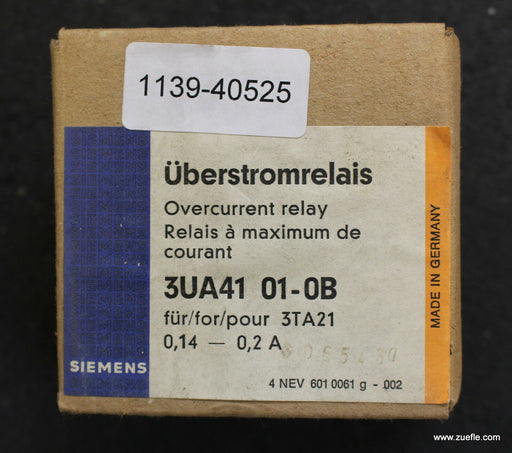 1139-40525
Überstromrelais
Overcurrent relay
Relais à maximum de
courant
3UA41 01-0B
für/for/pour 3TA21
0,14 — 0,2 A
SIEMENS
4 NEV 601 0061 g - 002
MADE IN GERMANY
www.zuefle.com